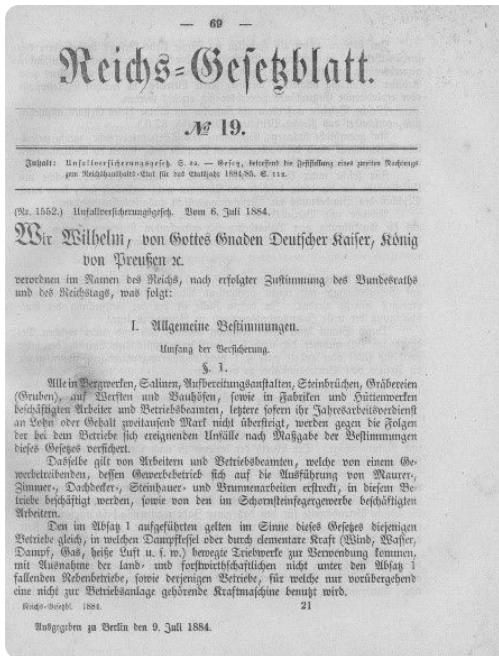 — 69 —
Reichs=Gesetzblatt.
№ 19.
Inhalt: Unfallversicherungsgesetz. S. 69. — Gesetz, betreffend die Feststellung eines zweiten Nachtrags
zum Reichshaushalts-Etat für das Etatsjahr 1884/85. S. 112.
(Nr. 1552.) Unfallversicherungsgesetz. Vom 6. Juli 1884.
Wir Wilhelm, von Gottes Gnaden Deutscher Kaiser, König
von Preußen ꝛc.
verordnen im Namen des Reichs, nach erfolgter Zustimmung des Bundesraths
und des Reichstags, was folgt:
I. Allgemeine Bestimmungen.
Umfang der Versicherung.
§. 1.
Alle in Bergwerken, Salinen, Aufbereitungsanstalten, Steinbrüchen, Gräbereien
(Gruben), auf Werften und Bauhöfen, sowie in Fabriken und Hüttenwerken
beschäftigten Arbeiter und Betriebsbeamten, letztere sofern ihr Jahresarbeitsverdienst
an Lohn oder Gehalt zweitausend Mark nicht übersteigt, werden gegen die Folgen
der bei dem Betriebe sich ereignenden Unfälle nach Maßgabe der Bestimmungen
dieses Gesetzes versichert.
Dasselbe gilt von Arbeitern und Betriebsbeamten, welche von einem Ge-
werbetreibenden, dessen Gewerbebetrieb sich auf die Ausführung von Maurer-,
Zimmer-, Dachdecker-, Steinhauer- und Brunnenarbeiten erstreckt, in diesem Be-
triebe beschäftigt werden, sowie von den im Schornsteinfegergewerbe beschäftigten
Arbeitern.
Den im Absatz 1 aufgeführten gelten im Sinne dieses Gesetzes diejenigen
Betriebe gleich, in welchen Dampfkessel oder durch elementare Kraft (Wind, Wasser,
Dampf, Gas, heiße Luft u. s. w.) bewegte Triebwerke zur Verwendung kommen,
mit Ausnahme der land- und forstwirthschaftlichen nicht unter den Absatz 1
fallenden Nebenbetriebe, sowie derjenigen Betriebe, für welche nur vorübergehend
eine nicht zur Betriebsanlage gehörende Kraftmaschine benutzt wird.
Reichs-Gesetzbl. 1884. 21
Ausgegeben zu Berlin den 9. Juli 1884.